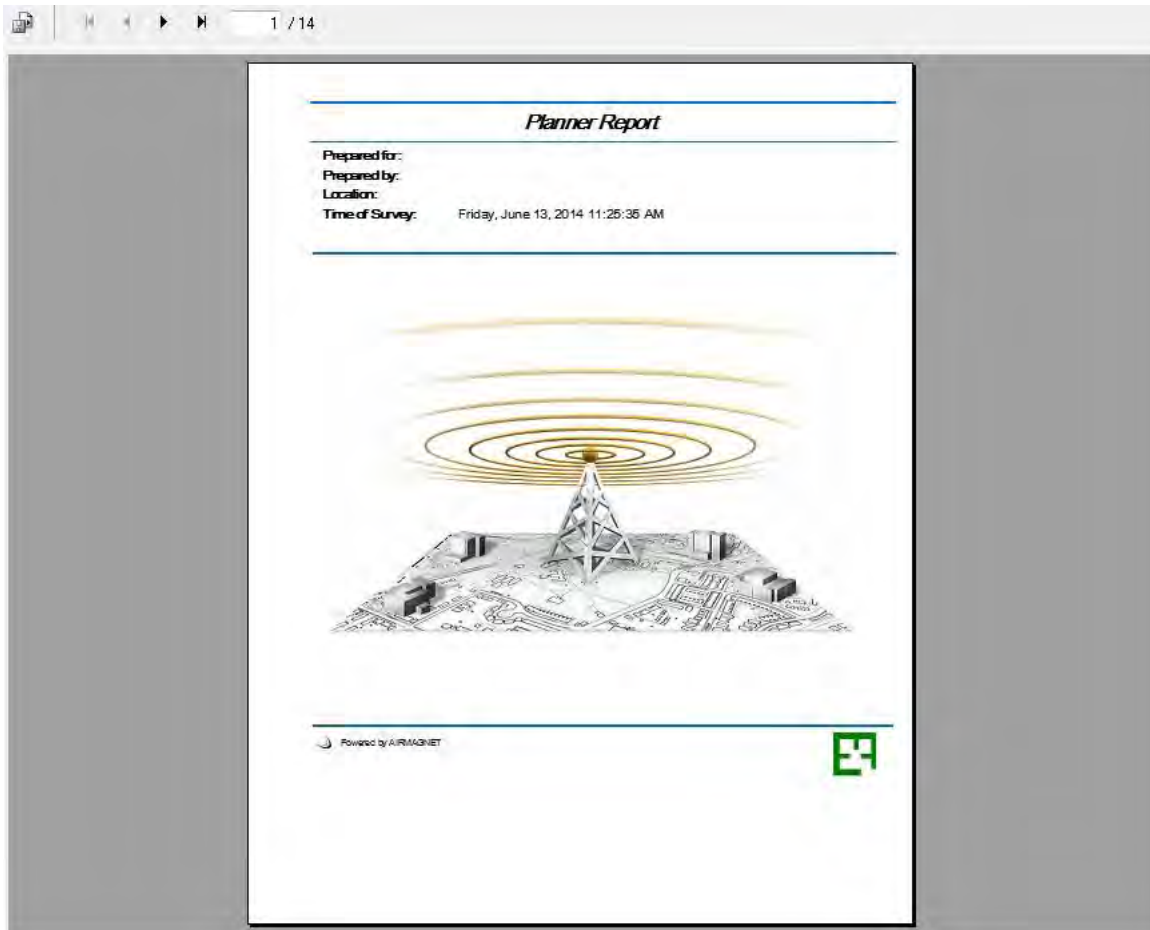 1 / 14
Planner Report
Prepared for:
Prepared by:
Location:
Time of Survey: Friday, June 13, 2014 11:25:35 AM
Powered by AIRMAGNET